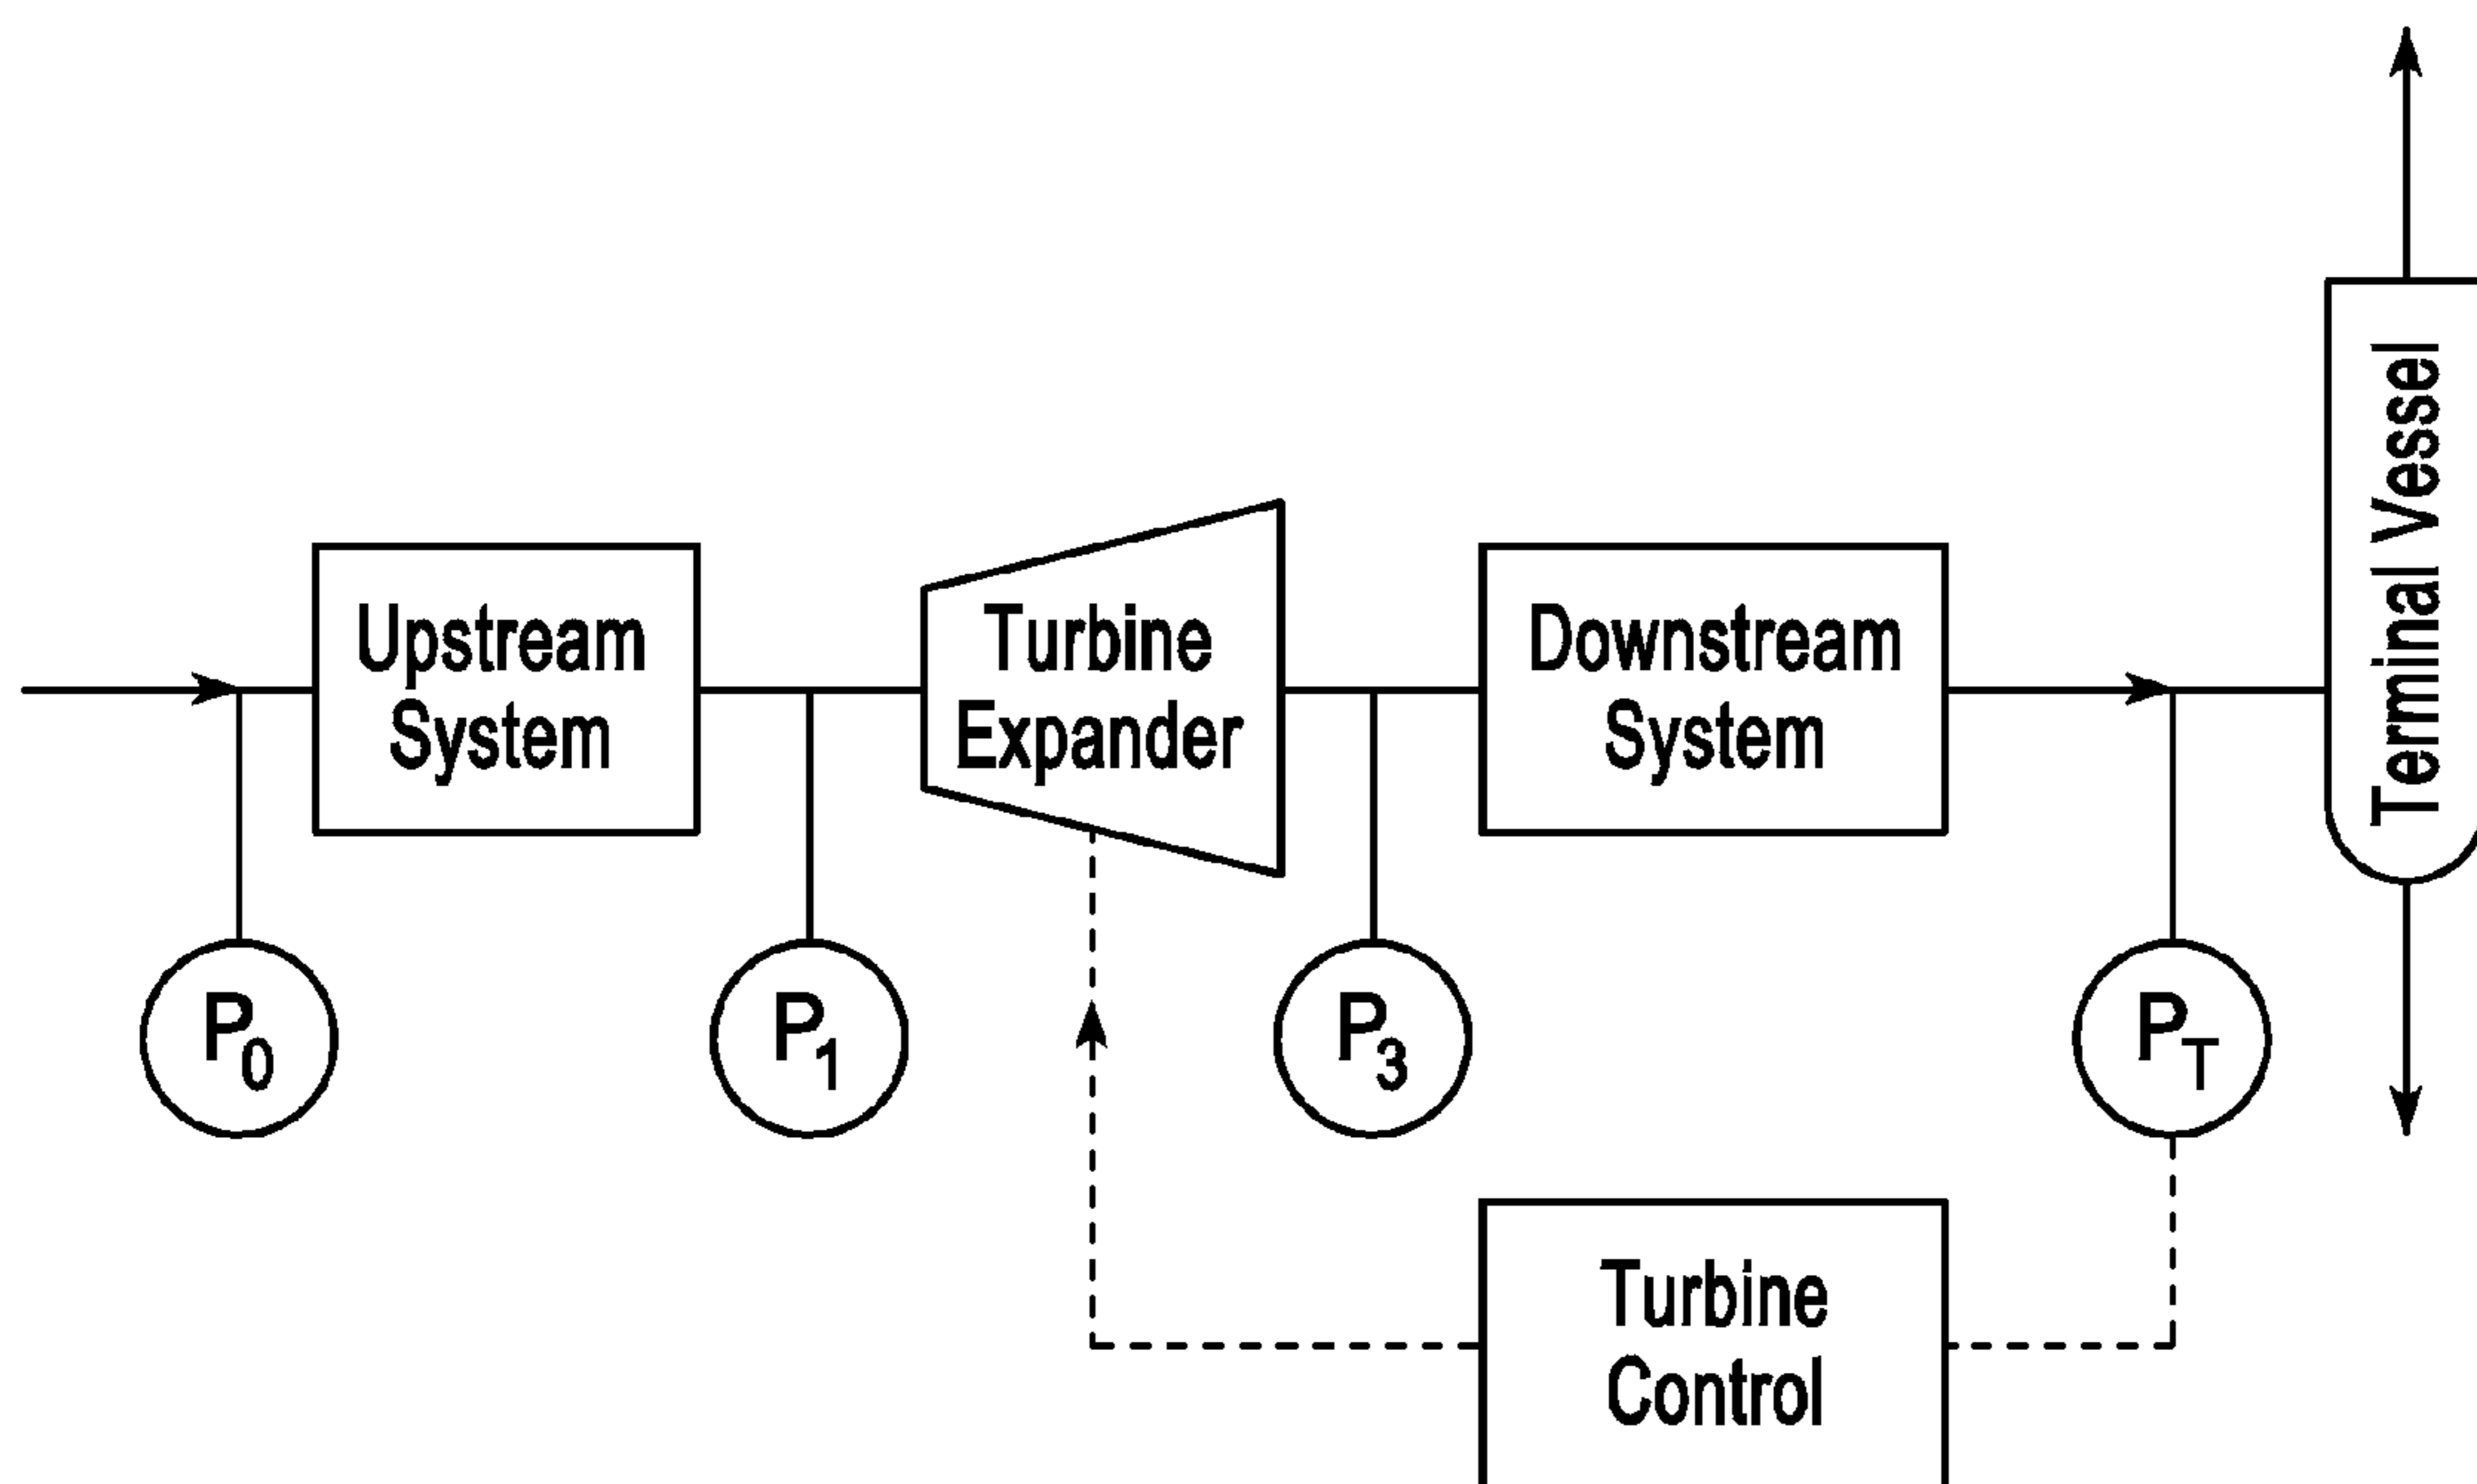 Upstream
System
Turbine
Expander
Downstream
System
Terminal Vessel
P0
P1
P3
PT
Turbine
Control